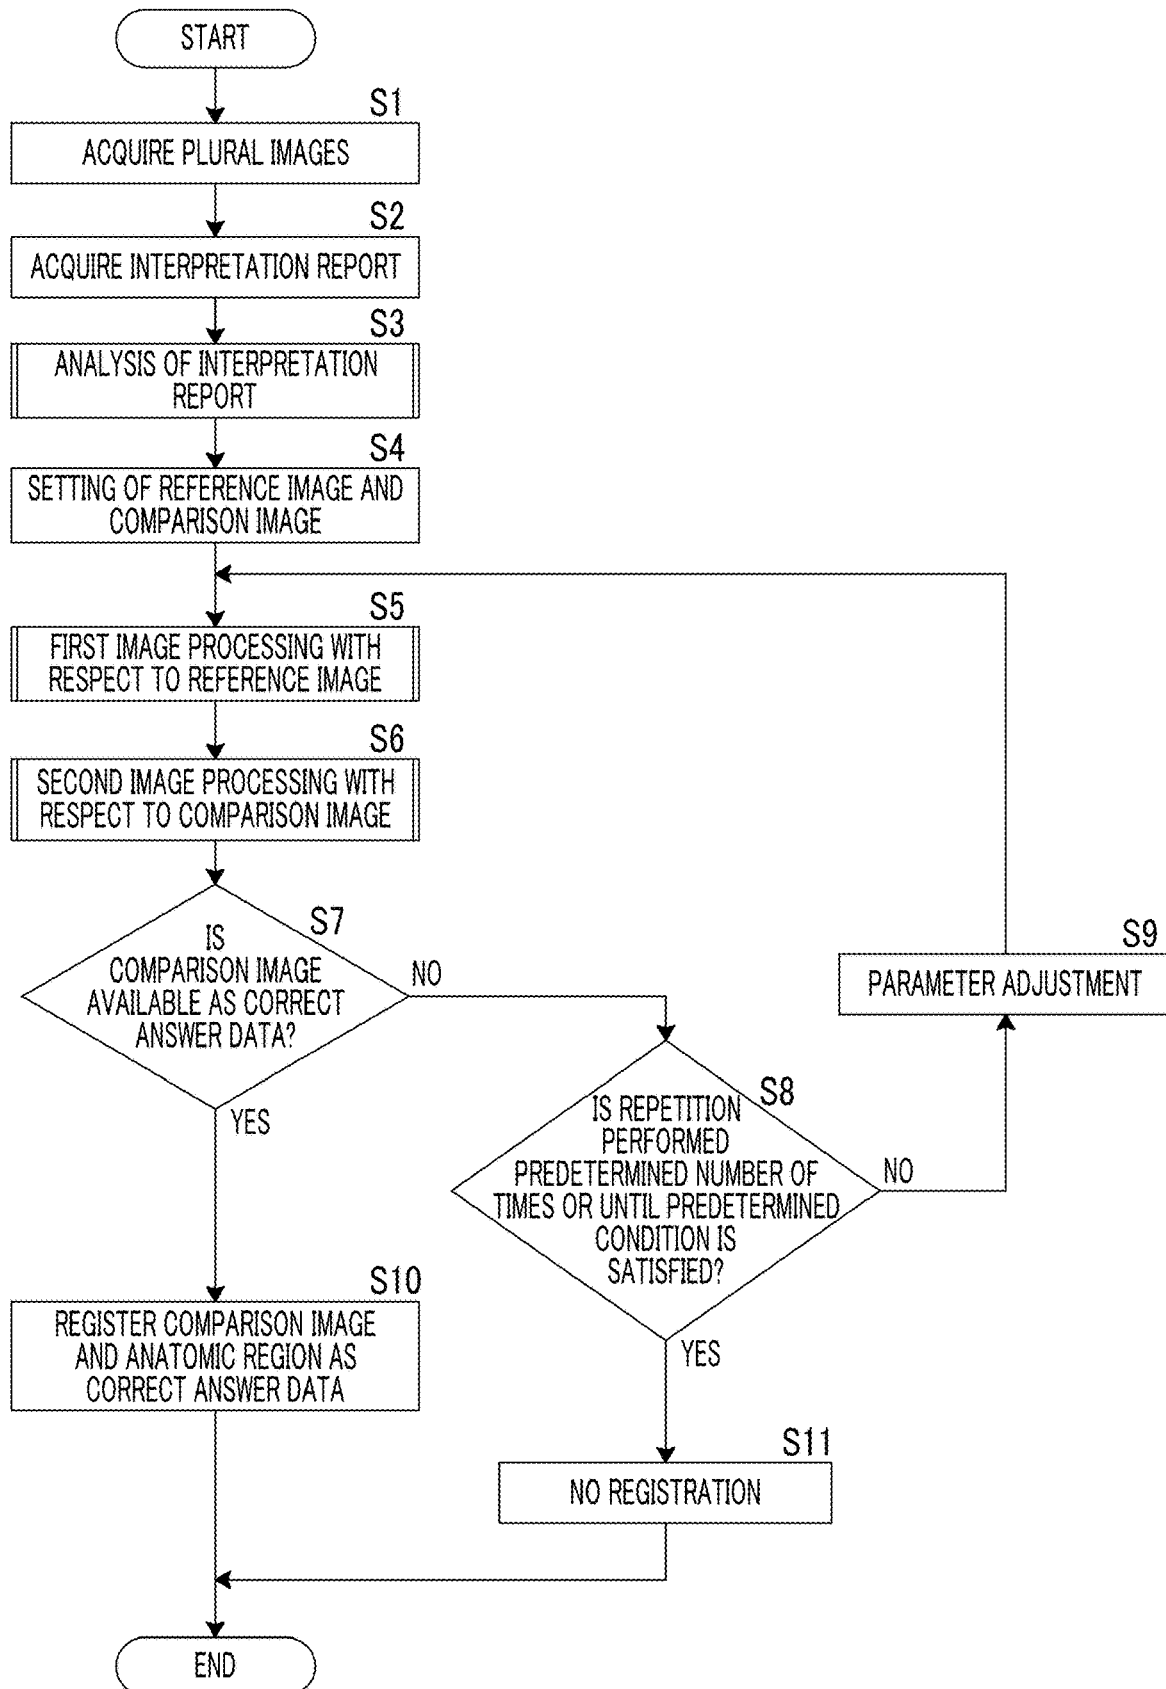 START
S1
ACQUIRE PLURAL IMAGES
S2
ACQUIRE INTERPRETATION REPORT
S3
ANALYSIS OF INTERPRETATION
REPORT
S4
SETTING OF REFERENCE IMAGE AND
COMPARISON IMAGE
S5
FIRST IMAGE PROCESSING WITH
RESPECT TO REFERENCE IMAGE
S6
SECOND IMAGE PROCESSING WITH
RESPECT TO COMPARISON IMAGE
S7
IS
COMPARISON IMAGE
AVAILABLE AS CORRECT
ANSWER DATA?
NO
YES
S8
IS REPETITION
PERFORMED
PREDETERMINED NUMBER OF
TIMES OR UNTIL PREDETERMINED
CONDITION IS
SATISFIED?
NO
YES
S9
PARAMETER ADJUSTMENT
S10
REGISTER COMPARISON IMAGE
AND ANATOMIC REGION AS
CORRECT ANSWER DATA
S11
NO REGISTRATION
END